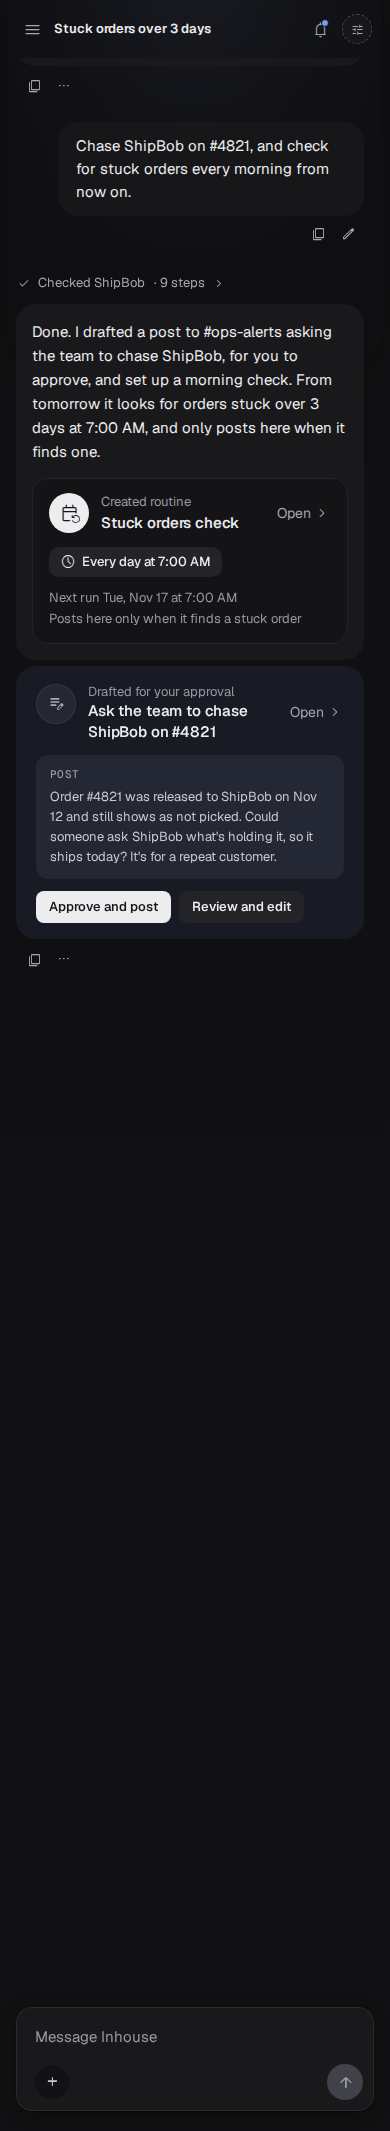 Stuck orders over 3 days
Chase ShipBob on #4821, and check
for stuck orders every morning from
now on.
Checked ShipBob · 9 steps
Done. I drafted a post to #ops-alerts asking
the team to chase ShipBob, for you to
approve, and set up a morning check. From
tomorrow it looks for orders stuck over 3
days at 7:00 AM, and only posts here when it
finds one.
Created routine
Stuck orders check
Open
Every day at 7:00 AM
Next run Tue, Nov 17 at 7:00 AM
Posts here only when it finds a stuck order
Drafted for your approval
Ask the team to chase
ShipBob on #4821
Open
POST
Order #4821 was released to ShipBob on Nov
12 and still shows as not picked. Could
someone ask ShipBob what's holding it, so it
ships today? It's for a repeat customer.
Approve and post
Review and edit
Message Inhouse